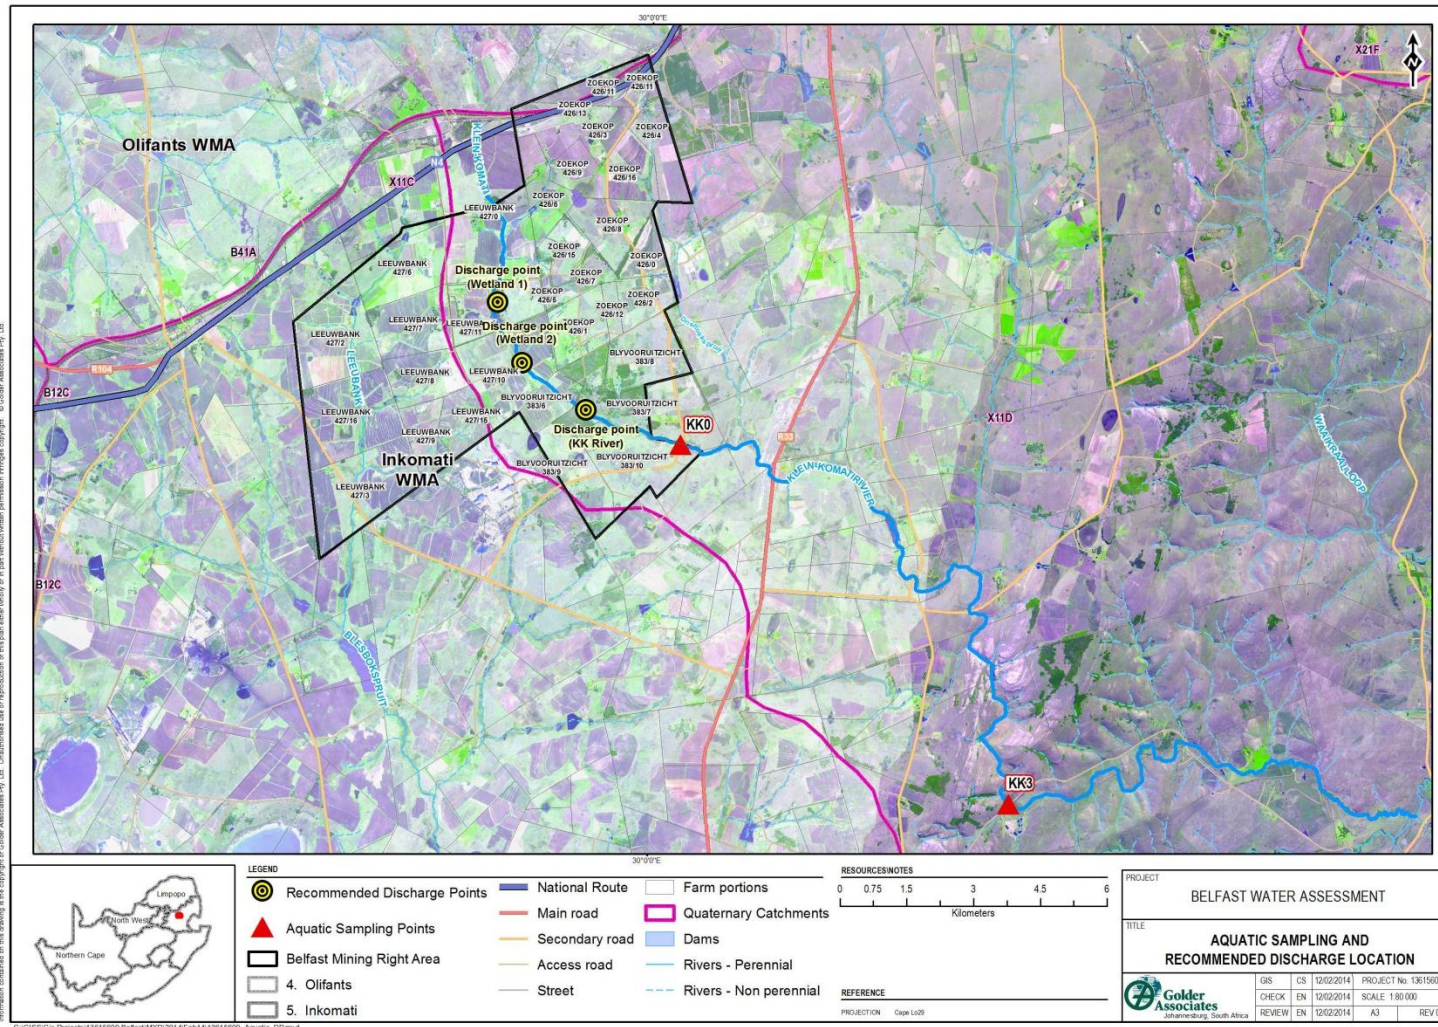 30°0'0"E
X21F
N
Olifants WMA
ZOEKOP
426/11
ZOEKOP
426/11
ZOEKOP
426/13
ZOEKOP
426/3
ZOEKOP
426/4
KLEIN-KOMATI
N4
X11C
ZOEKOP
426/9
ZOEKOP
426/16
ZOEKOP
426/6
LEEUWBANK
427/0
ZOEKOP
426/8
B41A
ZOEKOP
426/15
ZOEKOP
426/0
LEEUWBANK
427/6
Discharge point
(Wetland 1)
ZOEKOP
426/7
ZOEKOP
426/5
ZOEKOP
426/2
ZOEKOP
426/12
LEEUWBANK
427/7
LEEUWBA
427/11
Discharge point
(Wetland 2)
ZOEKOP
426/1
LEEUWBANK
427/2
BLYVOORUITZICHT
383/8
R104
LEEUBANK
LEEUWBANK
427/8
LEEUWBANK
427/10
B12C
BLYVOORUITZICHT
383/6
BLYVOORUITZICHT
383/7
LEEUWBANK
427/16
LEEUWBANK
427/16
X11D
WAAIKRAALLOOP
KK0
R33
Discharge point
(KK River)
LEEUWBANK
427/9
Inkomati
WMA
BLYVOORUITZICHT
383/9
BLYVOORUITZICHT
383/10
KLEIN-KOMATIRIVIER
LEEUWBANK
427/3
B12C
BLESBOKSPRUIT
KK3
30°0'0"E
LEGEND
Recommended Discharge Points
Aquatic Sampling Points
Belfast Mining Right Area
4. Olifants
5. Inkomati
National Route
Main road
Secondary road
Access road
Street
Farm portions
Quaternary Catchments
Dams
Rivers - Perennial
Rivers - Non perennial
Limpopo
North West
Northern Cape
RESOURCES\NOTES
0 0.75 1.5 3 4.5 6
Kilometers
REFERENCE
PROJECTION Cape Lo29
PROJECT
BELFAST WATER ASSESSMENT
TITLE
AQUATIC SAMPLING AND
RECOMMENDED DISCHARGE LOCATION
Golder
Associates
Johannesburg, South Africa
GIS CS 12/02/2014 PROJECT No. 1361560
CHECK EN 12/02/2014 SCALE 1:80 000
REVIEW EN 12/02/2014 A3 REV